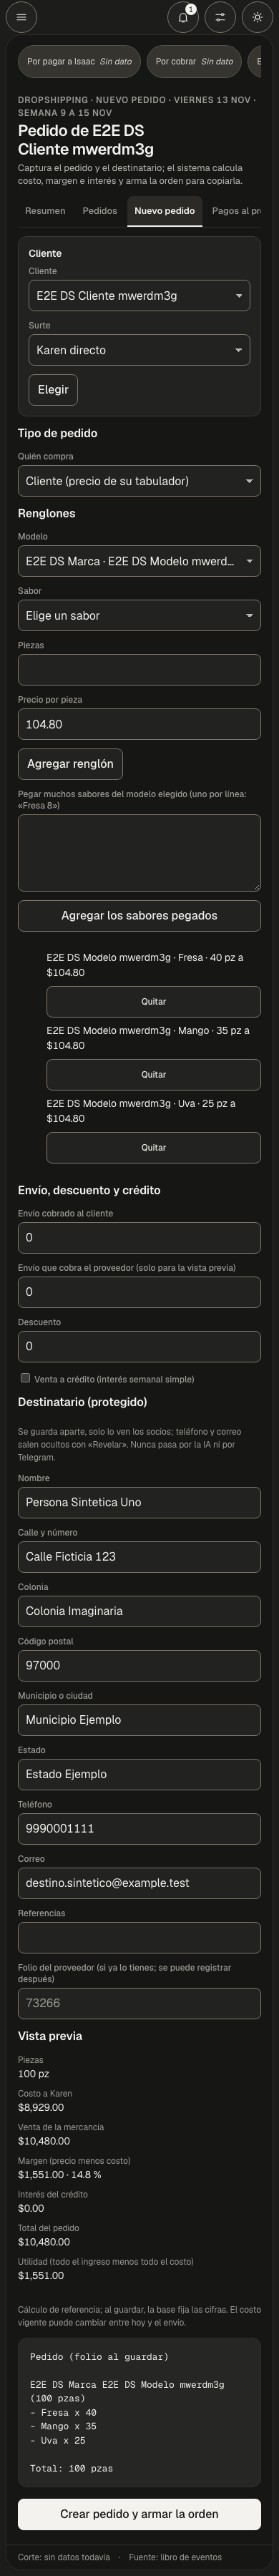 1
Por pagar a Isaac Sin dato
Por cobrar Sin dato
E
DROPSHIPPING · NUEVO PEDIDO · VIERNES 13 NOV ·
SEMANA 9 A 15 NOV
Pedido de E2E DS
Cliente mwerdm3g
Captura el pedido y el destinatario; el sistema calcula
costo, margen e interés y arma la orden para copiarla.
Resumen
Pedidos
Nuevo pedido
Pagos al pr
Cliente
Cliente
E2E DS Cliente mwerdm3g
Surte
Karen directo
Elegir
Tipo de pedido
Quién compra
Cliente (precio de su tabulador)
Renglones
Modelo
E2E DS Marca · E2E DS Modelo mwerd...
Sabor
Elige un sabor
Piezas
Precio por pieza
104.80
Agregar renglón
Pegar muchos sabores del modelo elegido (uno por línea:
«Fresa 8»)
Agregar los sabores pegados
E2E DS Modelo mwerdm3g · Fresa · 40 pz a
$104.80
Quitar
E2E DS Modelo mwerdm3g · Mango · 35 pz a
$104.80
Quitar
E2E DS Modelo mwerdm3g · Uva · 25 pz a
$104.80
Quitar
Envío, descuento y crédito
Envío cobrado al cliente
0
Envío que cobra el proveedor (solo para la vista previa)
0
Descuento
0
Venta a crédito (interés semanal simple)
Destinatario (protegido)
Se guarda aparte, solo lo ven los socios; teléfono y correo
salen ocultos con «Revelar». Nunca pasa por la IA ni por
Telegram.
Nombre
Persona Sintetica Uno
Calle y número
Calle Ficticia 123
Colonia
Colonia Imaginaria
Código postal
97000
Municipio o ciudad
Municipio Ejemplo
Estado
Estado Ejemplo
Teléfono
9990001111
Correo
destino.sintetico@example.test
Referencias
Folio del proveedor (si ya lo tienes; se puede registrar
después)
73266
Vista previa
Piezas
100 pz
Costo a Karen
$8,929.00
Venta de la mercancía
$10,480.00
Margen (precio menos costo)
$1,551.00 · 14.8 %
Interés del crédito
$0.00
Total del pedido
$10,480.00
Utilidad (todo el ingreso menos todo el costo)
$1,551.00
Cálculo de referencia; al guardar, la base fija las cifras. El costo
vigente puede cambiar entre hoy y el envío.
Pedido (folio al guardar)
E2E DS Marca E2E DS Modelo mwerdm3g
(100 pzas)
- Fresa x 40
- Mango x 35
- Uva x 25
Total: 100 pzas
Crear pedido y armar la orden
Corte: sin datos todavía · Fuente: libro de eventos